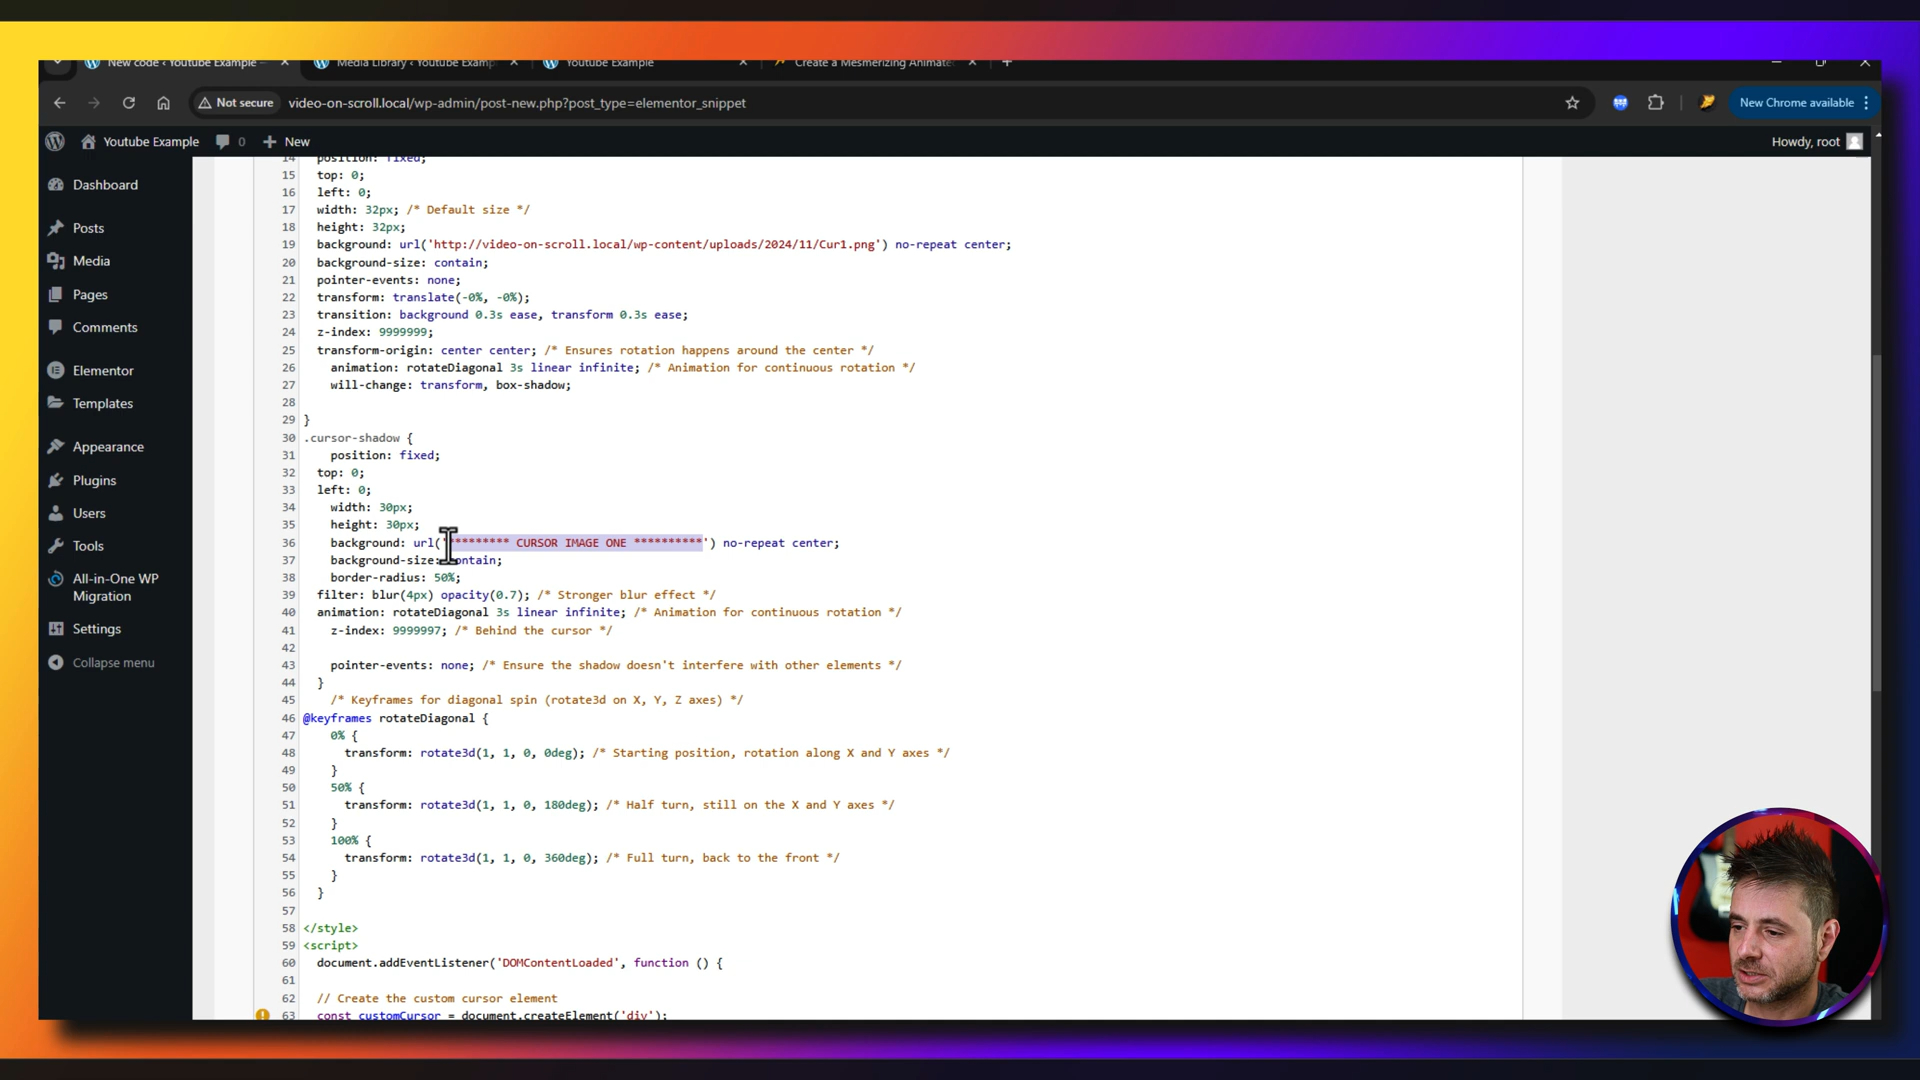 New code ‹ Youtube Example –
Media Library ‹ Youtube Examp
Youtube Example
Create a Mesmerizing Animate
Not secure
video-on-scroll.local/wp-admin/post-new.php?post_type=elementor_snippet
New Chrome available
Youtube Example
0
New
Howdy, root
Dashboard
Posts
Media
Pages
Comments
Elementor
Templates
Appearance
Plugins
Users
Tools
All-in-One WP
Migration
Settings
Collapse menu
14 position: fixed;
15 top: 0;
16 left: 0;
17 width: 32px; /* Default size */
18 height: 32px;
19 background: url('http://video-on-scroll.local/wp-content/uploads/2024/11/Cur1.png') no-repeat center;
20 background-size: contain;
21 pointer-events: none;
22 transform: translate(-0%, -0%);
23 transition: background 0.3s ease, transform 0.3s ease;
24 z-index: 9999999;
25 transform-origin: center center; /* Ensures rotation happens around the center */
26 animation: rotateDiagonal 3s linear infinite; /* Animation for continuous rotation */
27 will-change: transform, box-shadow;
28
29 }
30 .cursor-shadow {
31 position: fixed;
32 top: 0;
33 left: 0;
34 width: 30px;
35 height: 30px;
36 background: url('********* CURSOR IMAGE ONE **********') no-repeat center;
37 background-size: contain;
38 border-radius: 50%;
39 filter: blur(4px) opacity(0.7); /* Stronger blur effect */
40 animation: rotateDiagonal 3s linear infinite; /* Animation for continuous rotation */
41 z-index: 9999997; /* Behind the cursor */
42
43 pointer-events: none; /* Ensure the shadow doesn't interfere with other elements */
44 }
45 /* Keyframes for diagonal spin (rotate3d on X, Y, Z axes) */
46 @keyframes rotateDiagonal {
47 0% {
48 transform: rotate3d(1, 1, 0, 0deg); /* Starting position, rotation along X and Y axes */
49 }
50 50% {
51 transform: rotate3d(1, 1, 0, 180deg); /* Half turn, still on the X and Y axes */
52 }
53 100% {
54 transform: rotate3d(1, 1, 0, 360deg); /* Full turn, back to the front */
55 }
56 }
57
58 </style>
59 <script>
60 document.addEventListener('DOMContentLoaded', function () {
61
62 // Create the custom cursor element
63 const customCursor = document.createElement('div');